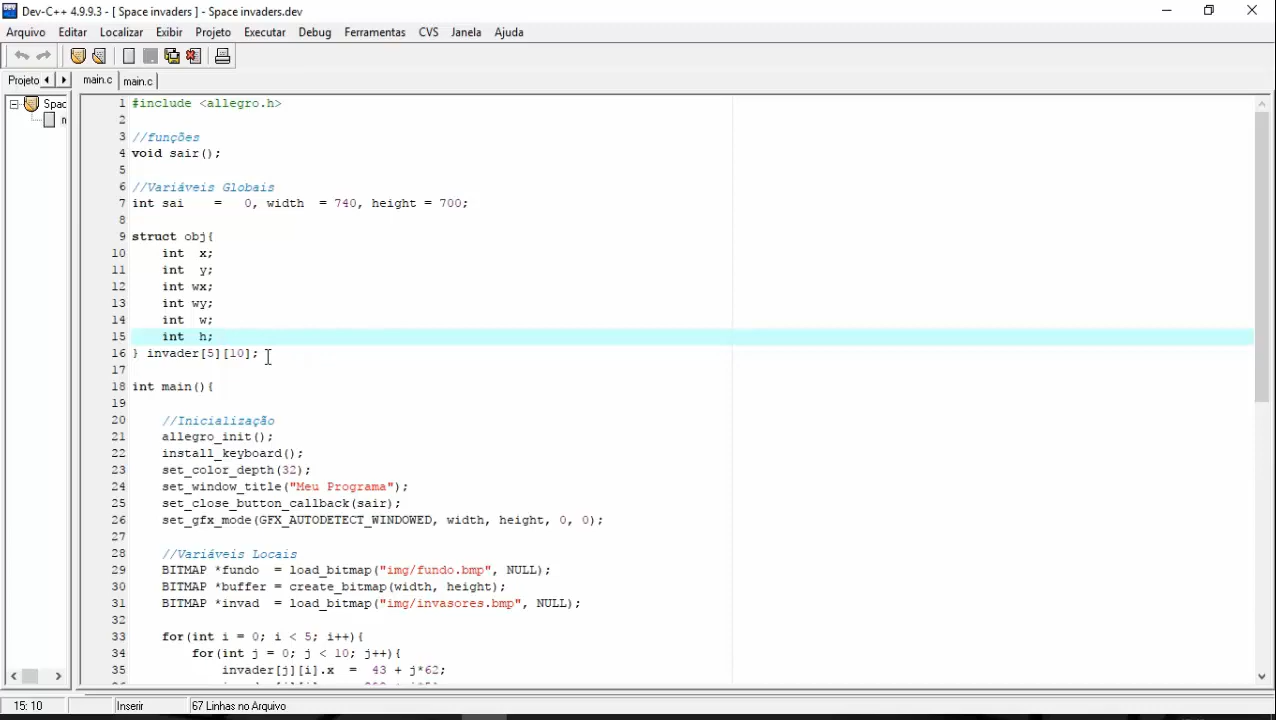 Dev-C++ 4.9.9.3 - [ Space invaders ] - Space invaders.dev
Arquivo Editar Localizar Exibir Projeto Executar Debug Ferramentas CVS Janela Ajuda
Projeto main.c main.c
Spac
1 #include <allegro.h>
2
3 //funções
4 void sair();
5
6 //Variáveis Globais
7 int sai    =   0, width  = 740, height = 700;
8
9 struct obj{
10     int  x;
11     int  y;
12     int wx;
13     int wy;
14     int  w;
15     int  h;
16 } invader[5][10];
17
18 int main(){
19
20     //Inicialização
21     allegro_init();
22     install_keyboard();
23     set_color_depth(32);
24     set_window_title("Meu Programa");
25     set_close_button_callback(sair);
26     set_gfx_mode(GFX_AUTODETECT_WINDOWED, width, height, 0, 0);
27
28     //Variáveis Locais
29     BITMAP *fundo  = load_bitmap("img/fundo.bmp", NULL);
30     BITMAP *buffer = create_bitmap(width, height);
31     BITMAP *invad  = load_bitmap("img/invasores.bmp", NULL);
32
33     for(int i = 0; i < 5; i++){
34         for(int j = 0; j < 10; j++){
35             invader[j][i].x  =  43 + j*62;
15: 10 Inserir 67 Linhas no Arquivo